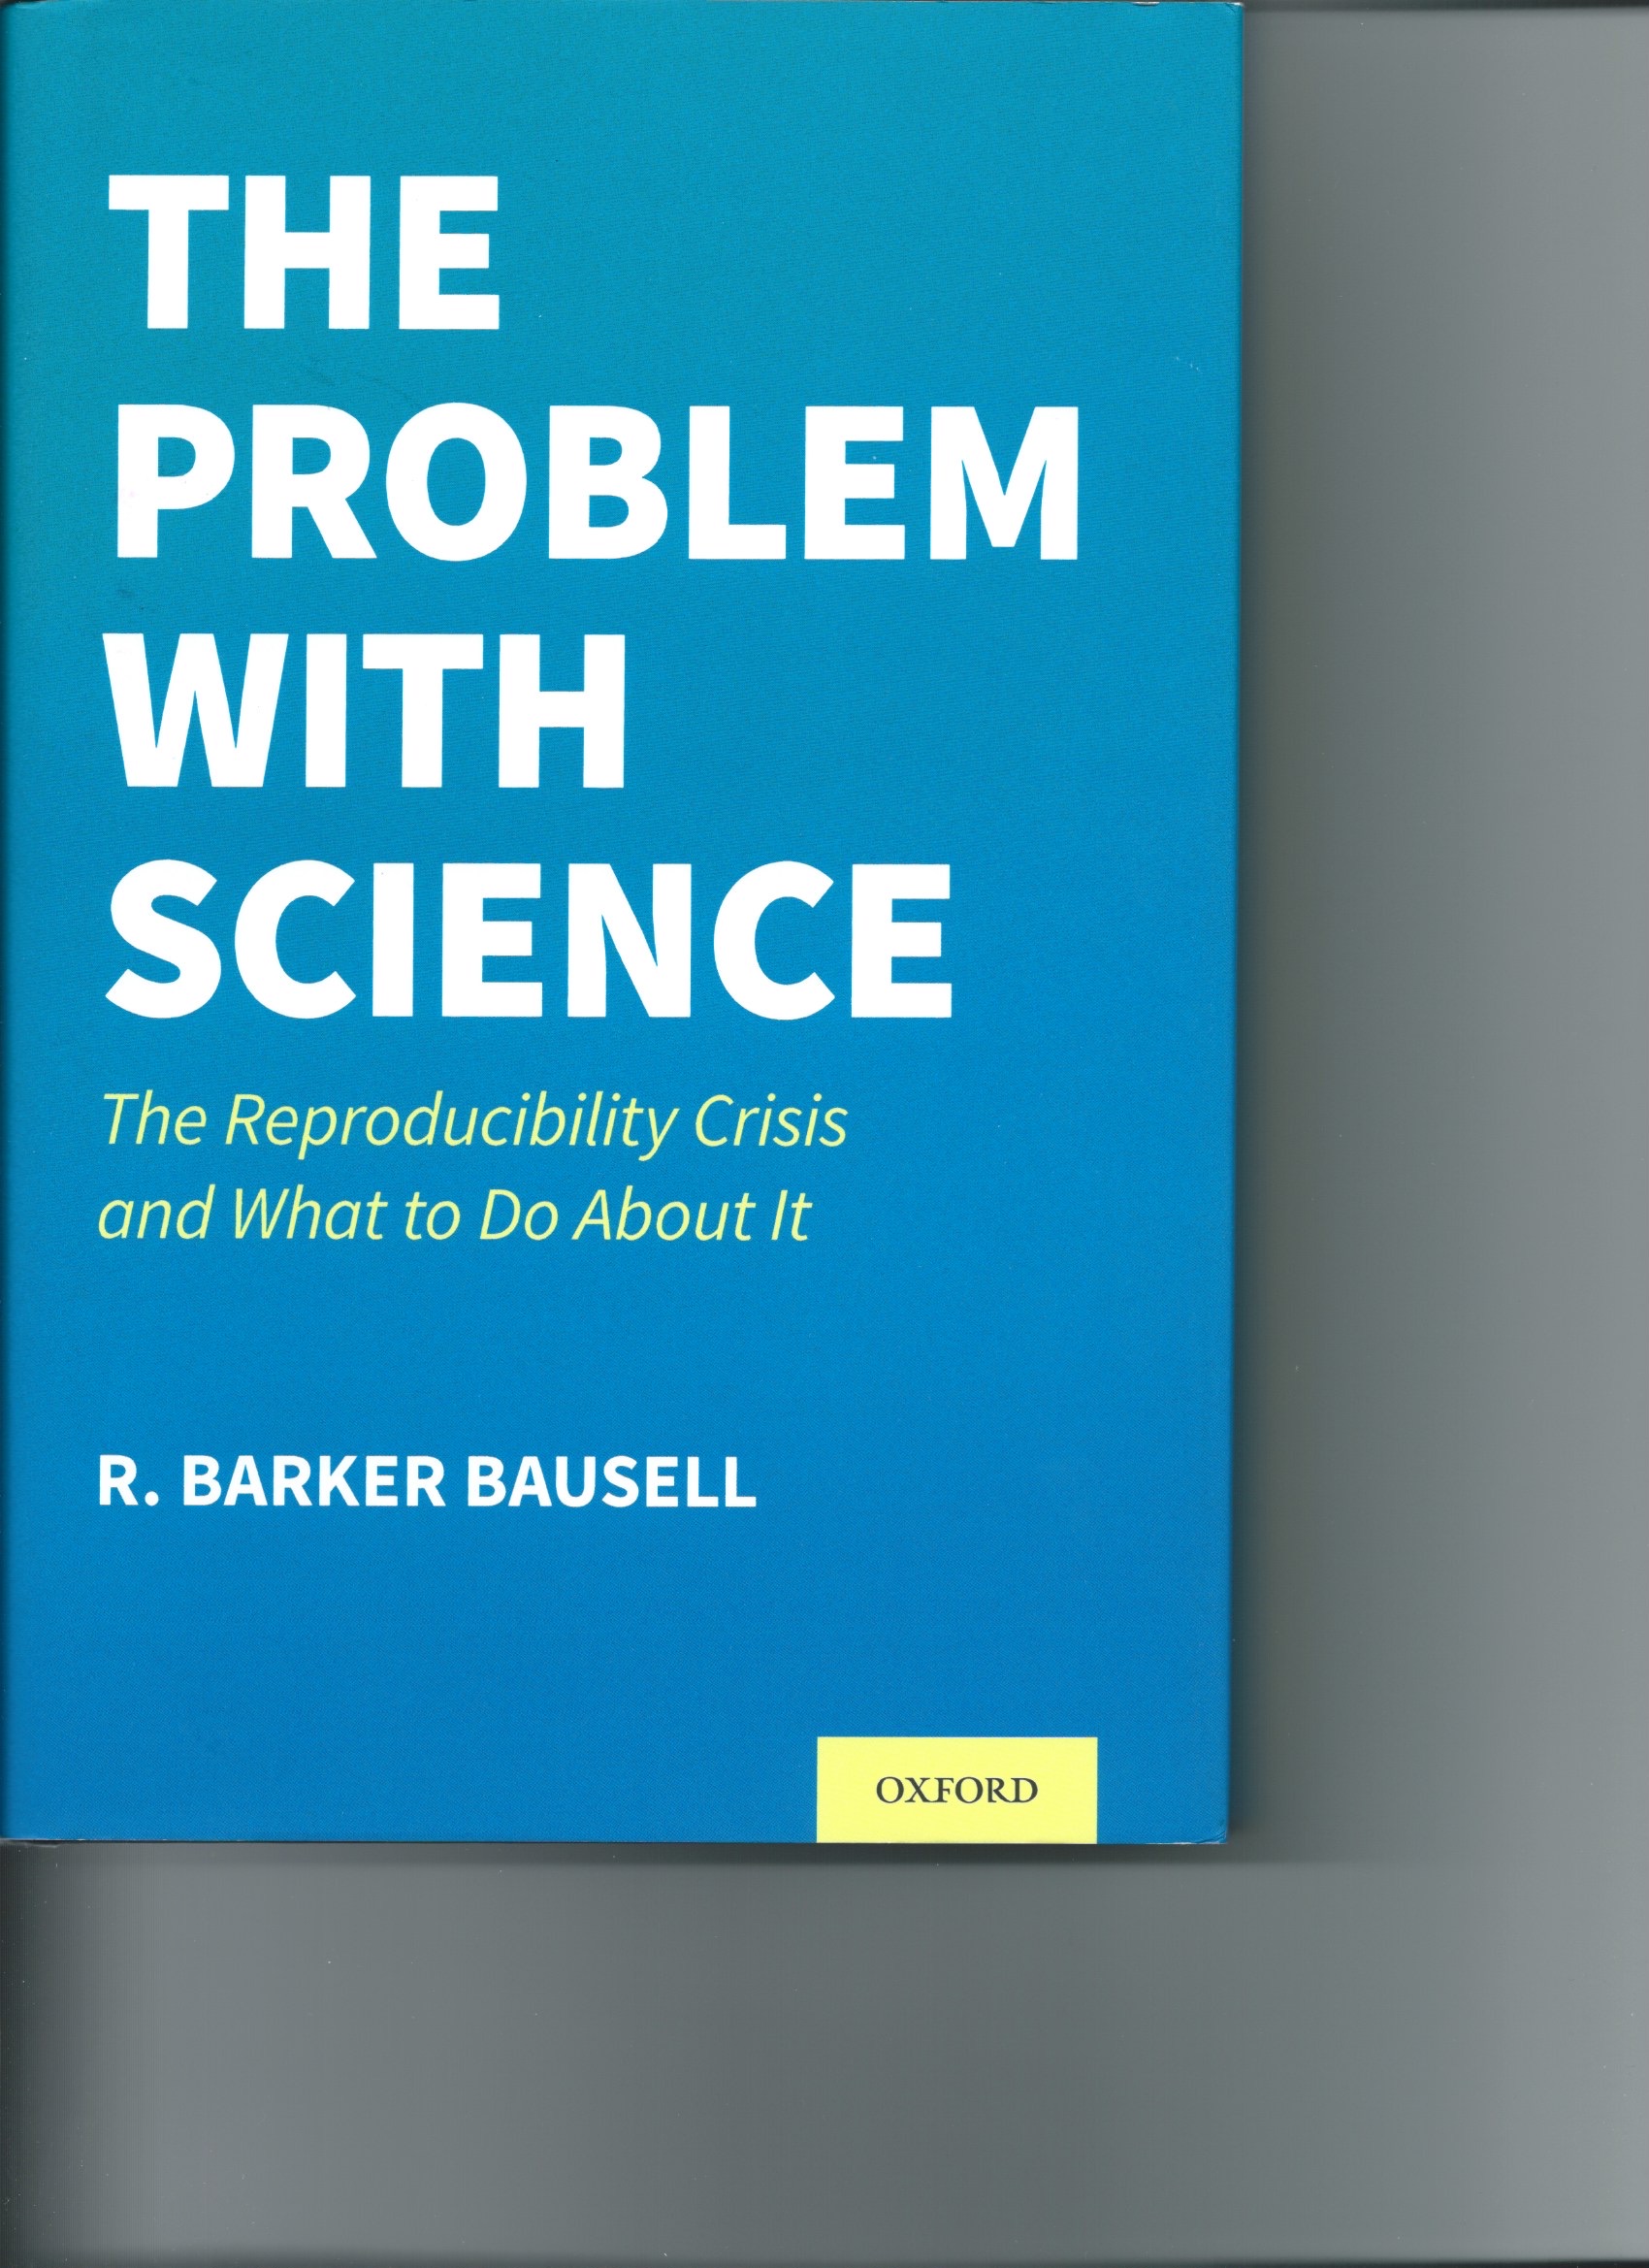 THE
PROBLEM
WITH
SCIENCE
The Reproducibility Crisis
and What to Do About It
R. BARKER BAUSELL
OXFORD